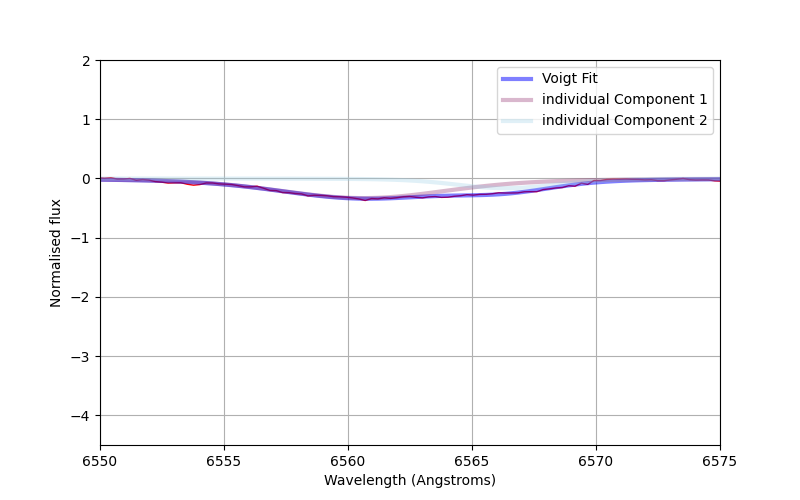 2
1
0
−1
−2
−3
−4
Normalised flux
Voigt Fit
individual Component 1
individual Component 2
6550 6555 6560 6565 6570 6575
Wavelength (Angstroms)